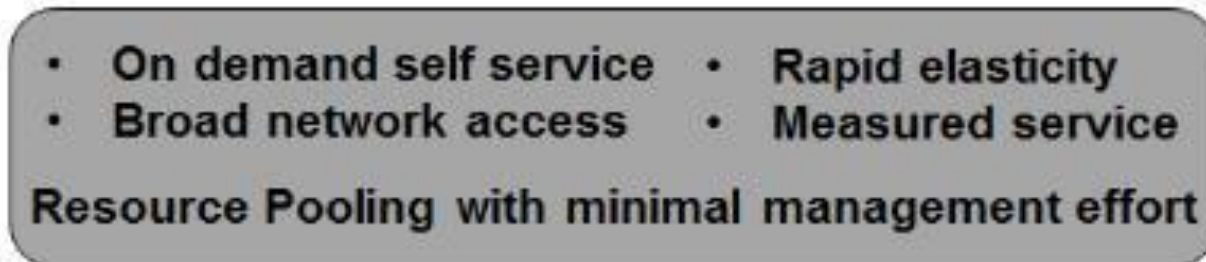 • On demand self service • Rapid elasticity
• Broad network access • Measured service
Resource Pooling with minimal management effort